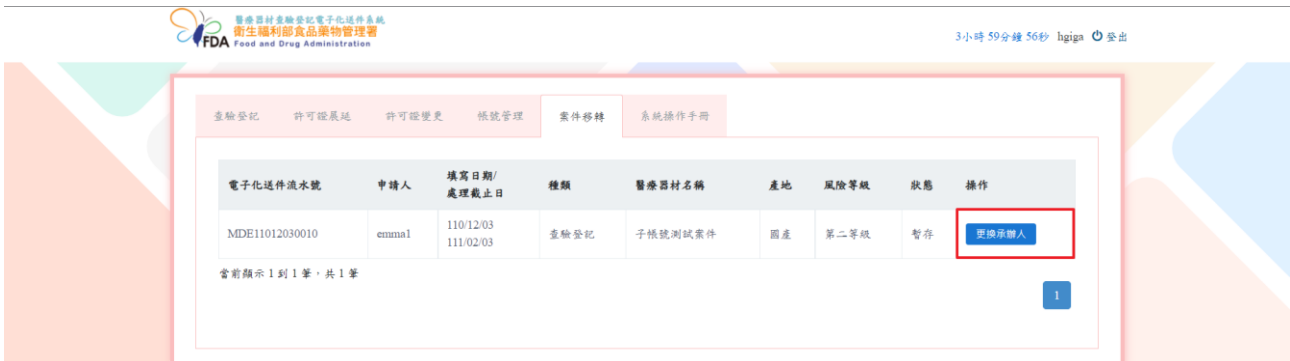 醫療器材查驗登記電子化送件系統
衛生福利部食品藥物管理署
FDA Food and Drug Administration
3小時 59分鐘 56秒 hgiga 登出
查驗登記 許可證展延 許可證變更 帳號管理 案件移轉 系統操作手冊
電子化送件流水號 申請人 填寫日期/處理截止日 種類 醫療器材名稱 產地 風險等級 狀態 操作
MDE11012030010 emma1 110/12/03 111/02/03 查驗登記 子帳號測試案件 國產 第二等級 暫存 更換承辦人
當前顯示 1 到 1 筆，共 1 筆
1